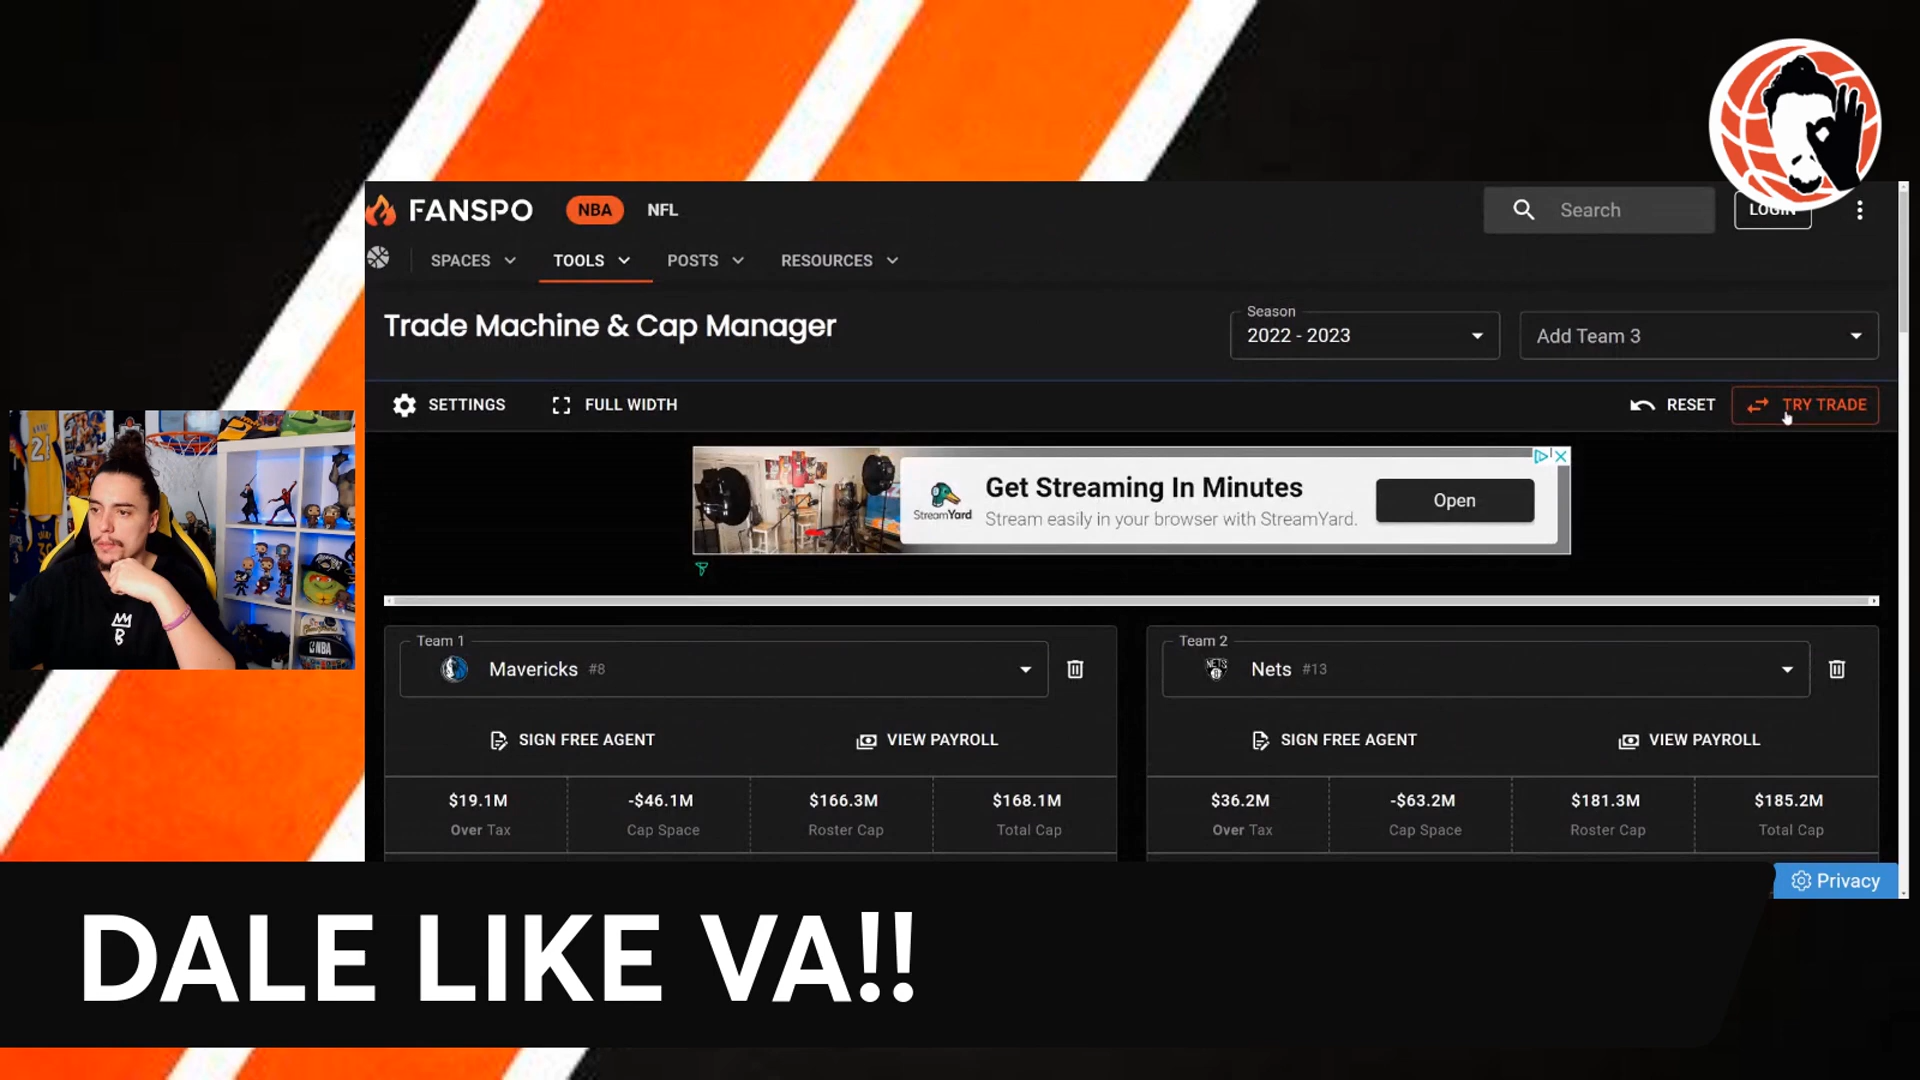 FANSPO
NBA
NFL
Search
LOGIN
SPACES
TOOLS
POSTS
RESOURCES
Trade Machine & Cap Manager
Season
2022 - 2023
Add Team 3
SETTINGS
FULL WIDTH
RESET
TRY TRADE
StreamYard
Get Streaming In Minutes
Stream easily in your browser with StreamYard.
Open
Team 1
Mavericks #8
SIGN FREE AGENT
VIEW PAYROLL
$19.1M
Over Tax
-$46.1M
Cap Space
$166.3M
Roster Cap
$168.1M
Total Cap
Team 2
NETS
Nets #13
SIGN FREE AGENT
VIEW PAYROLL
$36.2M
Over Tax
-$63.2M
Cap Space
$181.3M
Roster Cap
$185.2M
Total Cap
Privacy
NBA
DALE LIKE VA!!